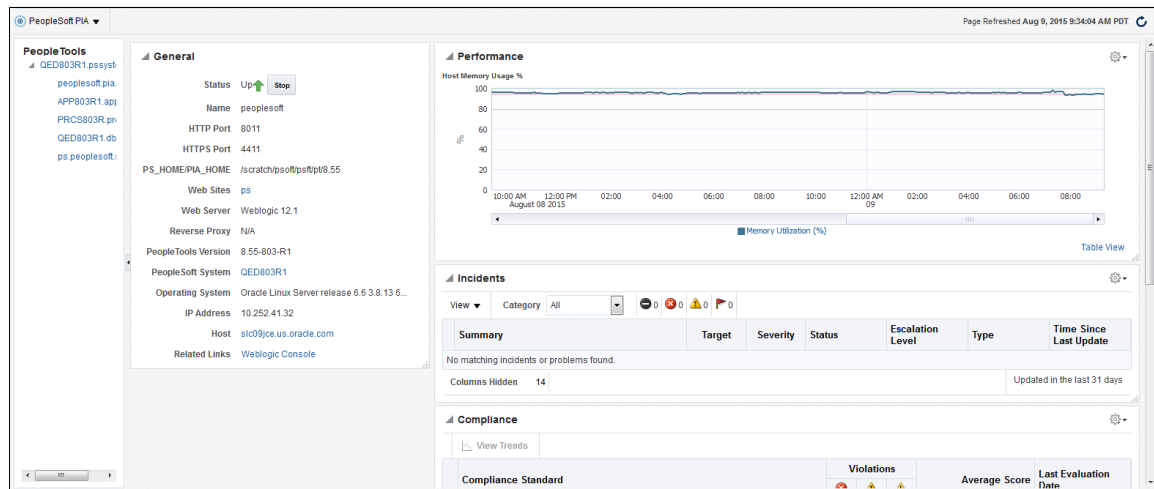 PeopleSoft PIA
Page Refreshed Aug 9, 2015 9:34:04 AM PDT
PeopleTools
QED803R1.pssyst
peoplesoft.pia.
APP803R1.app
PRCS803R.pr
QED803R1.db
ps.peoplesoft.
General
Status Up Stop
Name peoplesoft
HTTP Port 8011
HTTPS Port 4411
PS_HOME/PIA_HOME /scratch/psoft/psft/pt/8.55
Web Sites ps
Web Server Weblogic 12.1
Reverse Proxy N/A
PeopleTools Version 8.55-803-R1
PeopleSoft System QED803R1
Operating System Oracle Linux Server release 6.6 3.8.13 6...
IP Address 10.252.41.32
Host slc09jce.us.oracle.com
Related Links Weblogic Console
Performance
Host Memory Usage %
100
80
60
40
20
0
%
10:00 AM 12:00 PM 02:00 04:00 06:00 08:00 10:00 12:00 AM 02:00 04:00 06:00 08:00
August 08 2015 09
Memory Utilization (%)
Table View
Incidents
View Category All 0 0 0 0
Summary Target Severity Status Escalation Level Type Time Since Last Update
No matching incidents or problems found.
Columns Hidden 14 Updated in the last 31 days
Compliance
View Trends
Compliance Standard Violations Average Score Last Evaluation Date